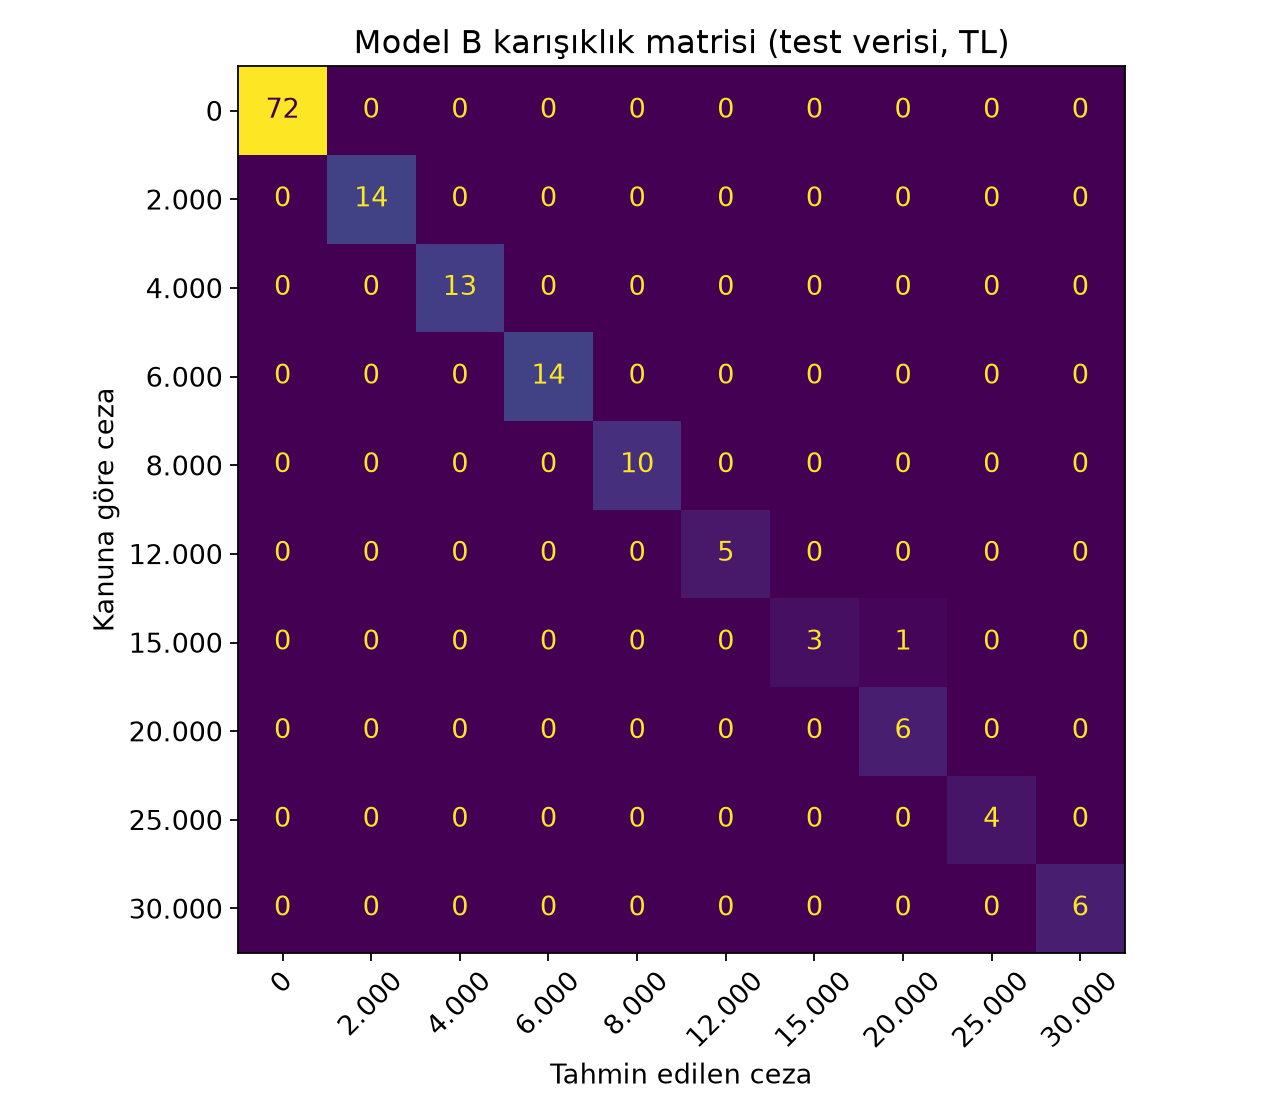 Model B karışıklık matrisi (test verisi, TL)
0 72 0 0 0 0 0 0 0 0 0
2.000 0 14 0 0 0 0 0 0 0 0
4.000 0 0 13 0 0 0 0 0 0 0
6.000 0 0 0 14 0 0 0 0 0 0
8.000 0 0 0 0 10 0 0 0 0 0
12.000 0 0 0 0 0 5 0 0 0 0
15.000 0 0 0 0 0 0 3 1 0 0
20.000 0 0 0 0 0 0 0 6 0 0
25.000 0 0 0 0 0 0 0 0 4 0
30.000 0 0 0 0 0 0 0 0 0 6
Kanuna göre ceza
0 2.000 4.000 6.000 8.000 12.000 15.000 20.000 25.000 30.000
Tahmin edilen ceza